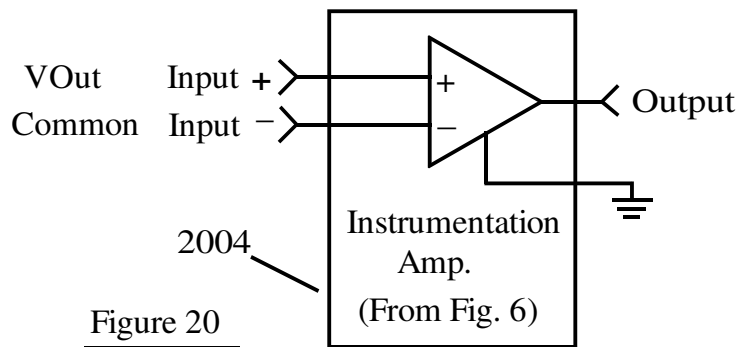 VOut Input +
Common Input −
+
−
Output
2004
Instrumentation
Amp.
(From Fig. 6)
Figure 20